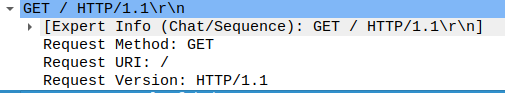 GET / HTTP/1.1\r\n
[Expert Info (Chat/Sequence): GET / HTTP/1.1\r\n]
Request Method: GET
Request URI: /
Request Version: HTTP/1.1